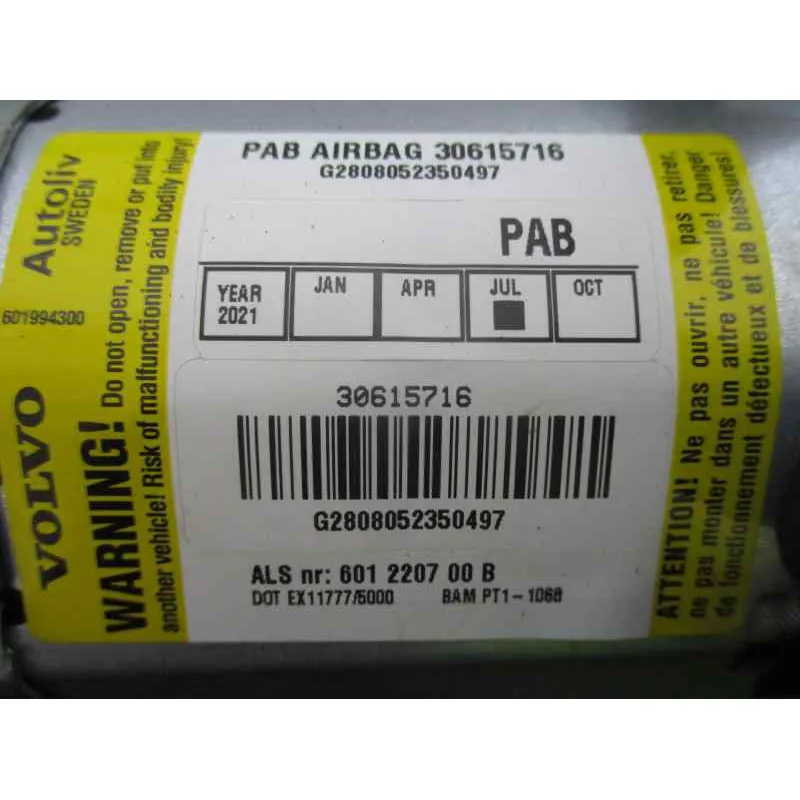 Autoliv
SWEDEN
601994300
VOLVO
WARNING! Do not open, remove or put into
another vehicle! Risk of malfunctioning and bodily injury!
PAB AIRBAG 30615716
G2808052350497
PAB
YEAR
2021
JAN
APR
JUL
OCT
30615716
G2808052350497
ALS nr: 601 2207 00 B
DOT EX11777/5000 BAM PT1-1068
ATTENTION! Ne pas ouvrir, ne pas retirer,
ne pau monter dans un autre véhicule! Danger
de fonctionnement défectueux et de blessures!